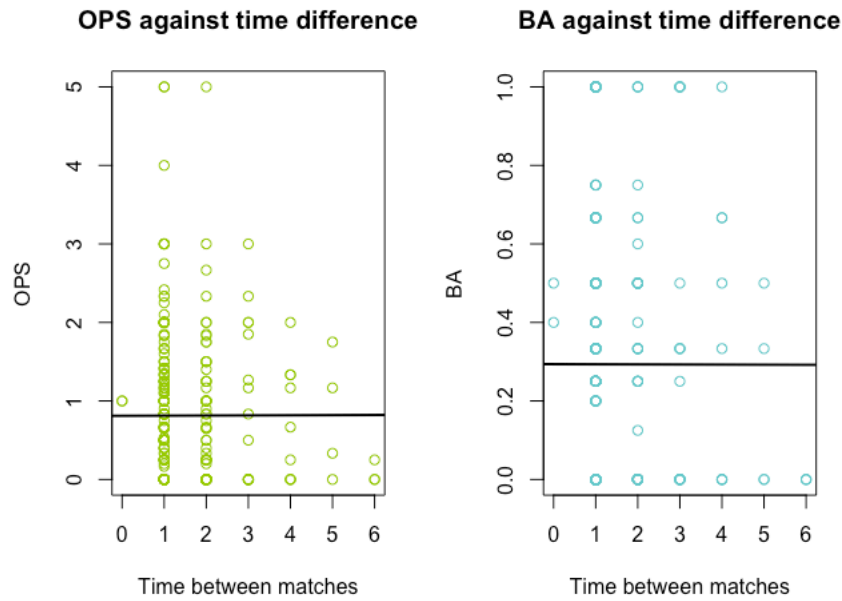 OPS against time difference
OPS
5
4
3
2
1
0
0 1 2 3 4 5 6
Time between matches
BA against time difference
BA
1.0
0.8
0.6
0.4
0.2
0.0
0 1 2 3 4 5 6
Time between matches